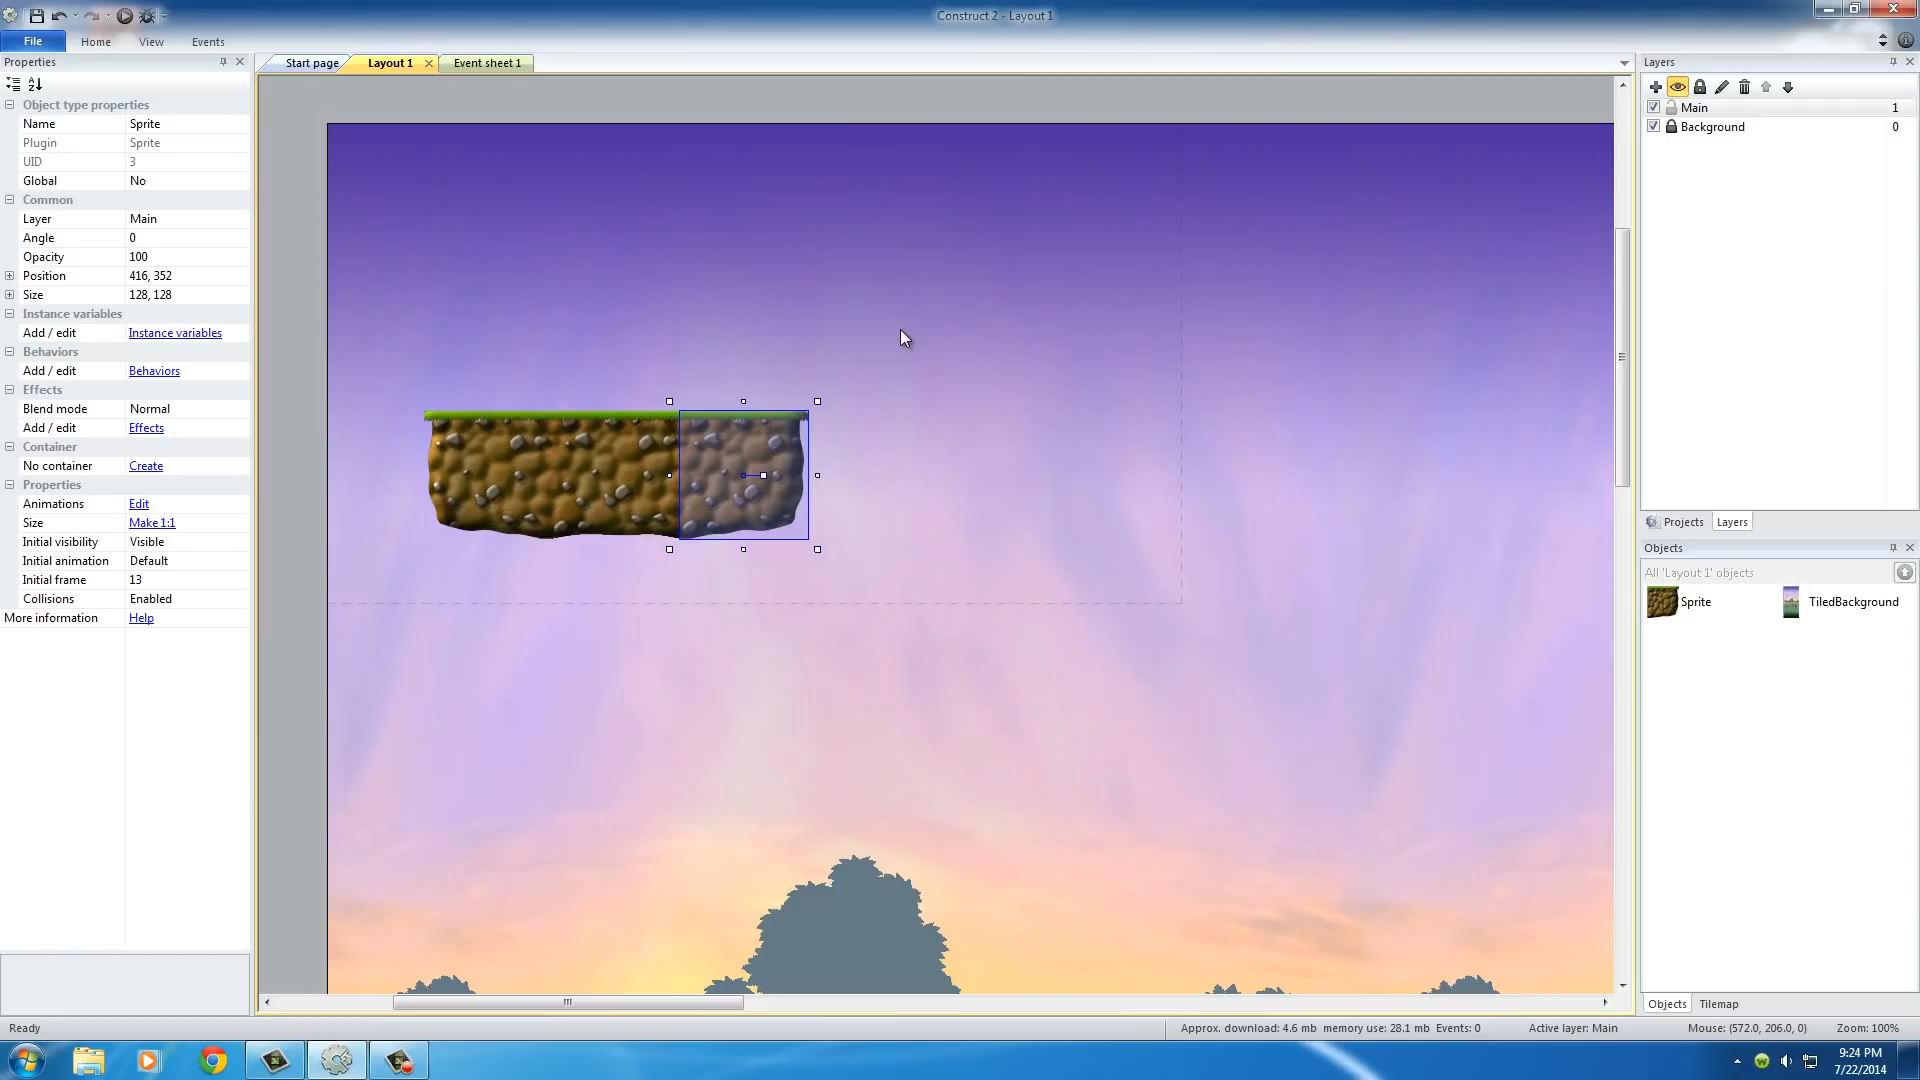 Construct 2 - Layout 1
File Home View Events
Properties
Object type properties
Name Sprite
Plugin Sprite
UID 3
Global No
Common
Layer Main
Angle 0
Opacity 100
Position 416, 352
Size 128, 128
Instance variables
Add / edit Instance variables
Behaviors
Add / edit Behaviors
Effects
Blend mode Normal
Add / edit Effects
Container
No container Create
Properties
Animations Edit
Size Make 1:1
Initial visibility Visible
Initial animation Default
Initial frame 13
Collisions Enabled
More information Help
Start page Layout 1 Event sheet 1
Layers
Main 1
Background 0
Projects Layers
Objects
All 'Layout 1' objects
Sprite TiledBackground
Objects Tilemap
Ready
Approx. download: 4.6 mb memory use: 28.1 mb Events: 0 Active layer: Main Mouse: (572.0, 206.0, 0) Zoom: 100%
9:24 PM
7/22/2014